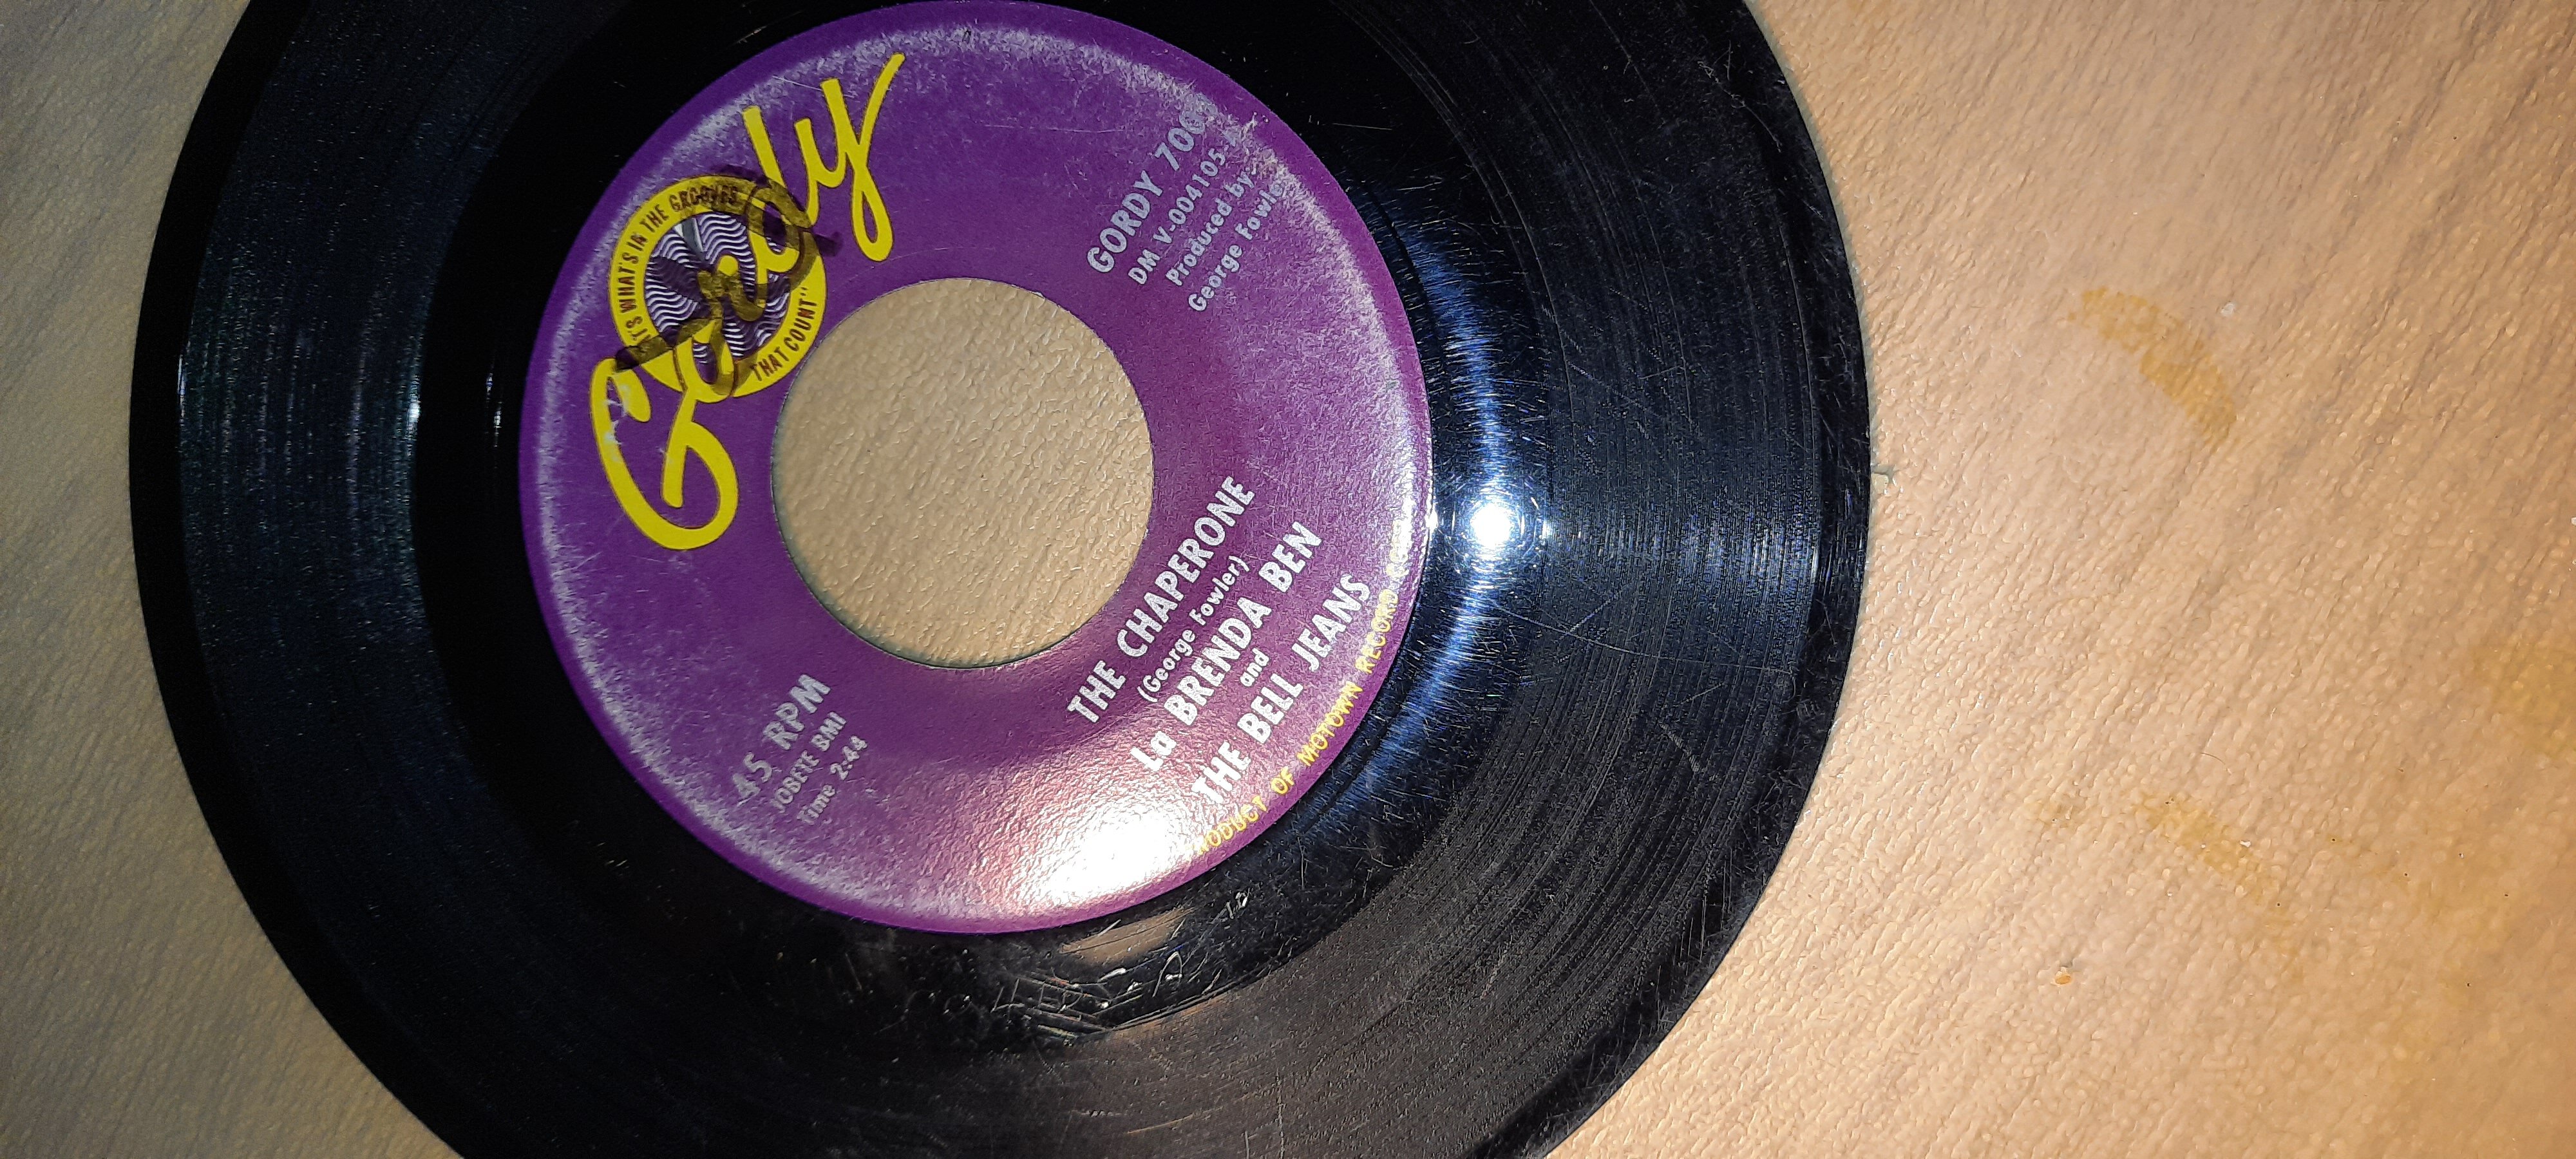 Gordy
"IT'S WHAT'S IN THE GROOVES
THAT COUNT"
45 RPM
JOBETE BMI
Time 2:44
GORDY
DM V-004105
Produced by:
George Fowler
THE CHAPERONE
(George Fowler)
La BRENDA BEN
and
THE BELL JEANS
PRODUCT OF MOTOWN RECORD